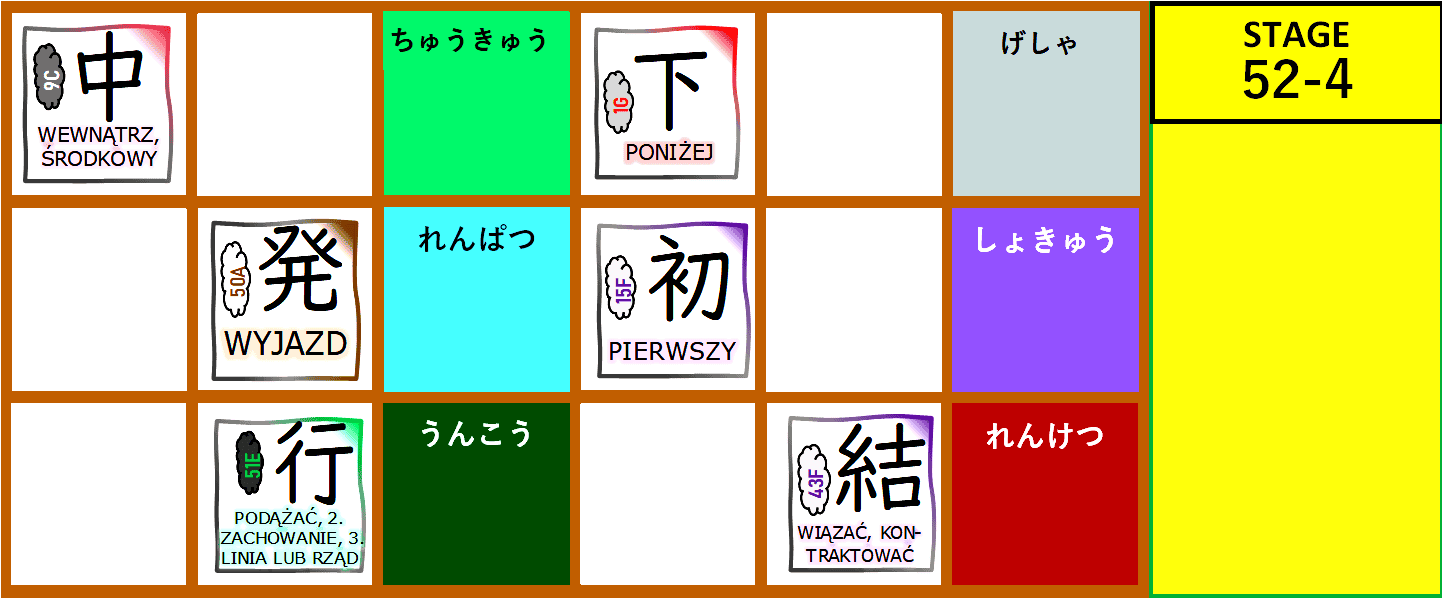 9C
中
WEWNĄTRZ,
ŚRODKOWY
ちゅうきゅう
1G
下
PONIŻEJ
げしゃ
STAGE
52-4
50A
発
WYJAZD
れんぱつ
15F
初
PIERWSZY
しょきゅう
51E
行
PODĄŻAĆ, 2.
ZACHOWANIE, 3.
LINIA LUB RZĄD
うんこう
43F
結
WIĄZAĆ, KON-
TRAKTOWAĆ
れんけつ